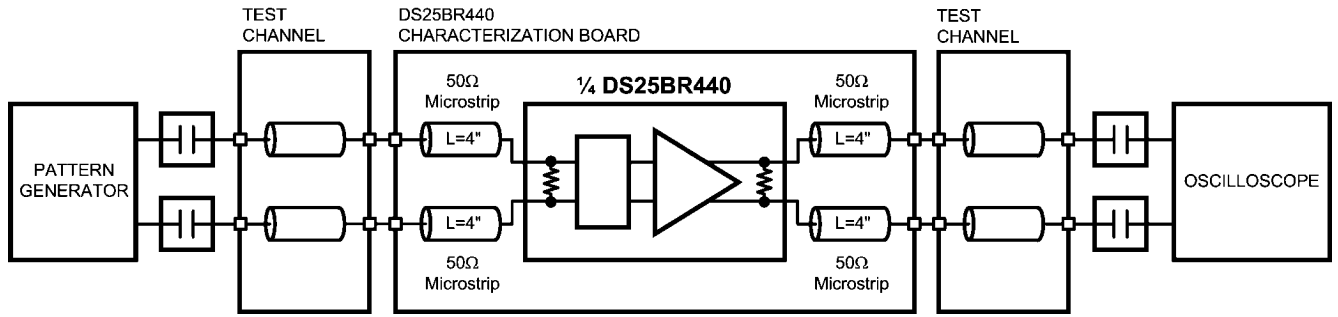 TEST
CHANNEL
DS25BR440
CHARACTERIZATION BOARD
TEST
CHANNEL
50Ω
Microstrip
¼ DS25BR440
50Ω
Microstrip
L=4"
L=4"
PATTERN
GENERATOR
OSCILLOSCOPE
L=4"
L=4"
50Ω
Microstrip
50Ω
Microstrip